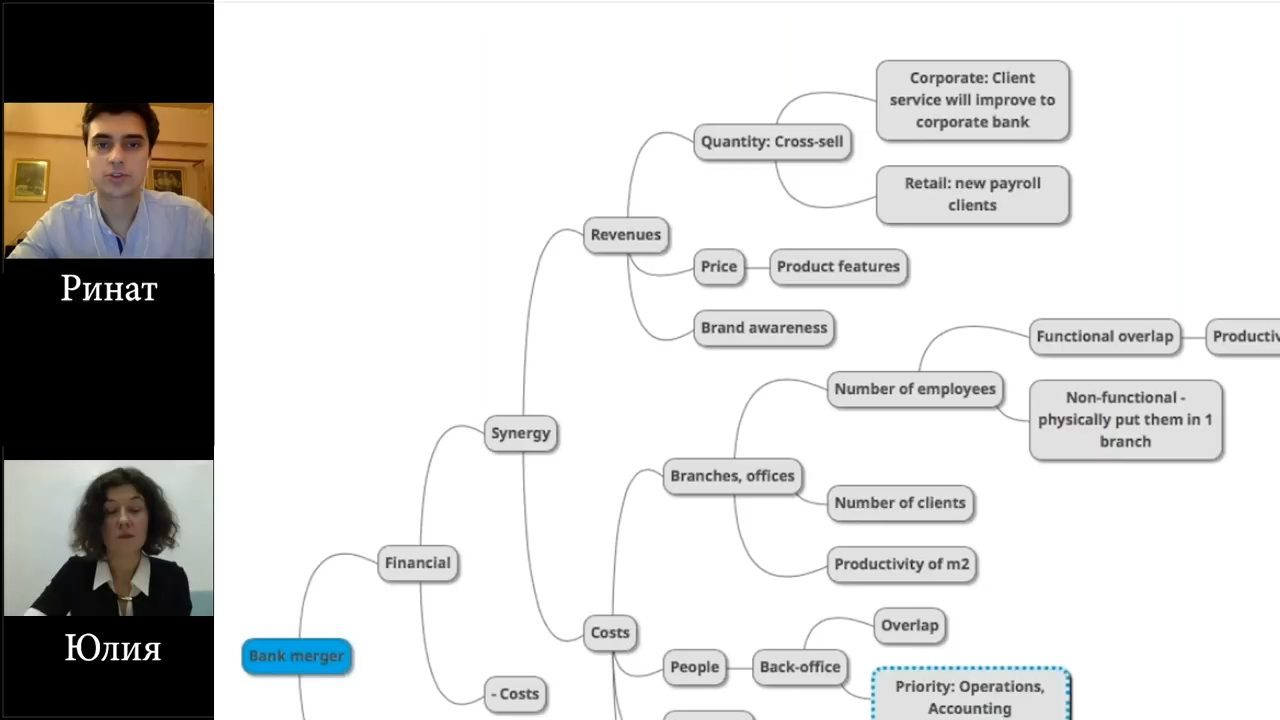 Ринат
Юлия
Corporate: Client
service will improve to
corporate bank
Quantity: Cross-sell
Retail: new payroll
clients
Revenues
Price
Product features
Brand awareness
Functional overlap
Number of employees
Non-functional -
physically put them in 1
branch
Synergy
Branches, offices
Number of clients
Productivity of m2
Financial
Costs
Overlap
Bank merger
People
Back-office
- Costs
Priority: Operations,
Accounting